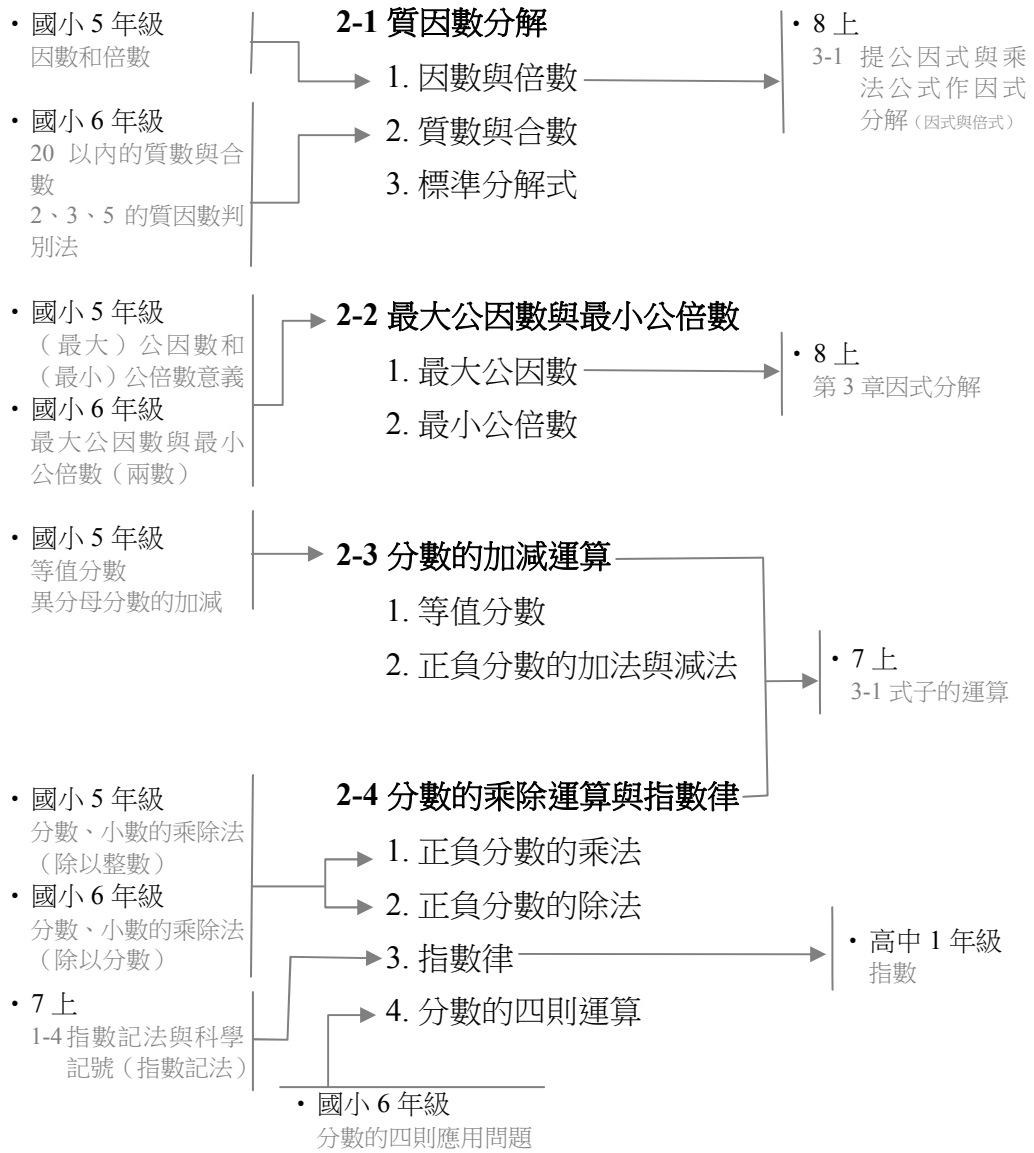 ・國小 5 年級
因數和倍數
・國小 6 年級
20 以內的質數與合
數
2、3、5 的質因數判
別法
2-1 質因數分解
1. 因數與倍數
2. 質數與合數
3. 標準分解式
・8 上
3-1 提公因式與乘
法公式作因式
分解（因式與倍式）
・國小 5 年級
（最大）公因數和
（最小）公倍數意義
・國小 6 年級
最大公因數與最小
公倍數（兩數）
2-2 最大公因數與最小公倍數
1. 最大公因數
2. 最小公倍數
・8 上
第 3 章因式分解
・國小 5 年級
等值分數
異分母分數的加減
2-3 分數的加減運算
1. 等值分數
2. 正負分數的加法與減法
・7 上
3-1 式子的運算
・國小 5 年級
分數、小數的乘除法
（除以整數）
・國小 6 年級
分數、小數的乘除法
（除以分數）
・7 上
1-4 指數記法與科學
記號（指數記法）
2-4 分數的乘除運算與指數律
1. 正負分數的乘法
2. 正負分數的除法
3. 指數律
4. 分數的四則運算
・高中 1 年級
指數
・國小 6 年級
分數的四則應用問題